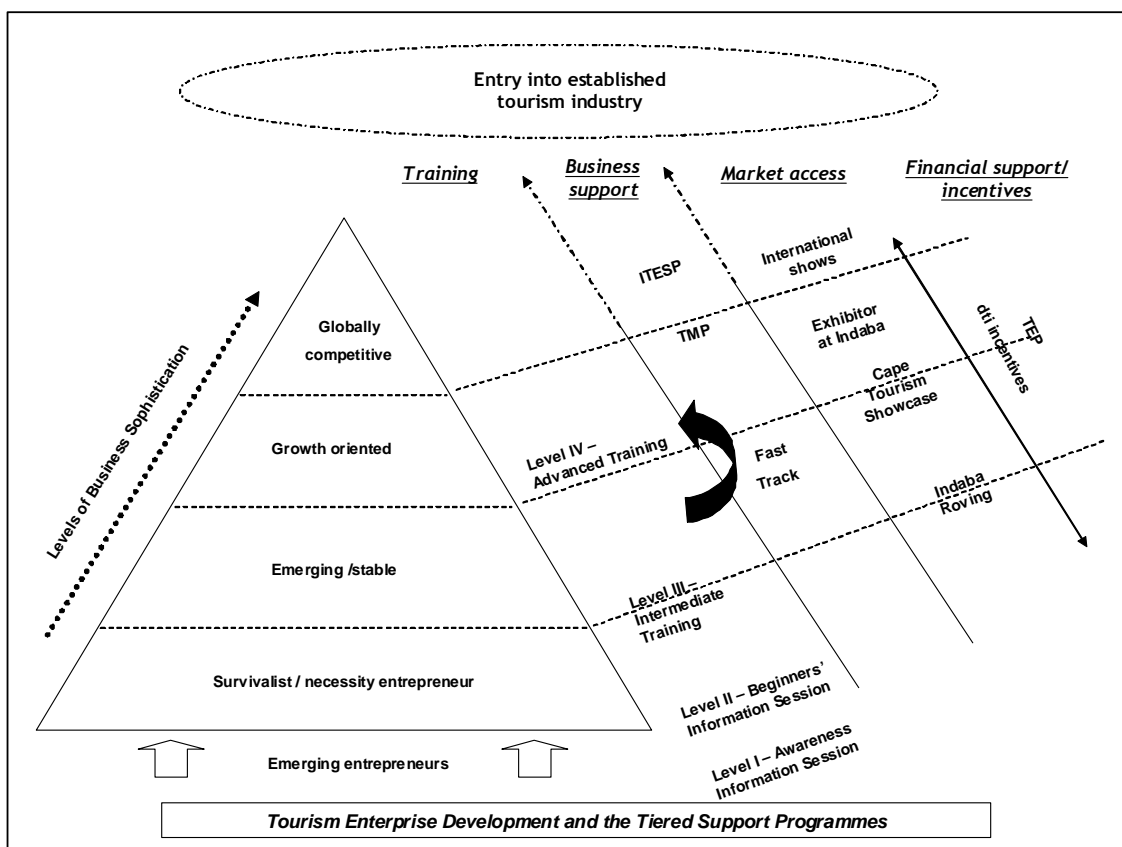 Entry into established
tourism industry
Training
Business
support
Market access
Financial support/
incentives
Levels of Business Sophistication
Globally
competitive
Growth oriented
Emerging /stable
Survivalist / necessity entrepreneur
Emerging entrepreneurs
Level IV –
Advanced Training
Level III –
Intermediate
Training
Level II – Beginners’
Information Session
Level I – Awareness
Information Session
ITESP
TMP
Fast
Track
International
shows
Exhibitor
at Indaba
Cape
Tourism
Showcase
Indaba
Roving
dti incentives
TEP
Tourism Enterprise Development and the Tiered Support Programmes